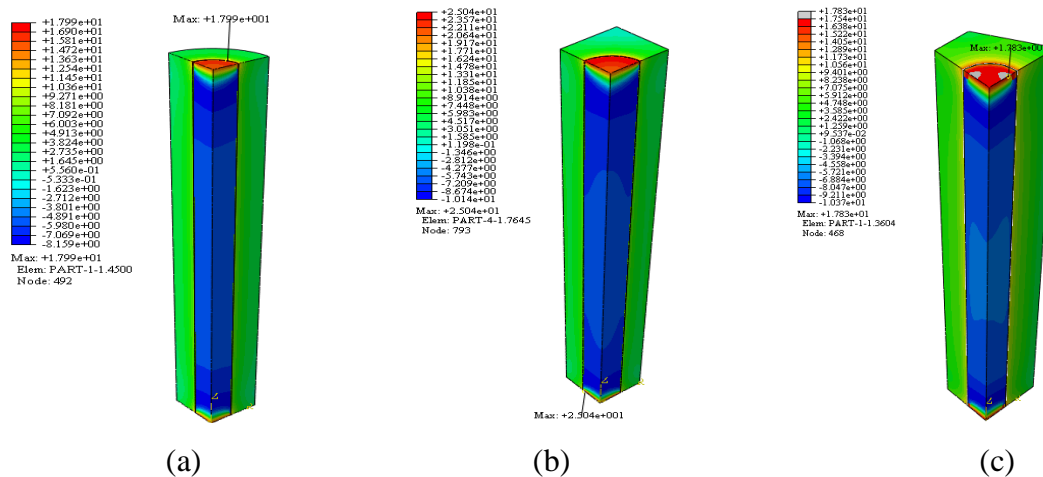 Max: +1.799e+001
+1.799e+01
+1.690e+01
+1.581e+01
+1.472e+01
+1.363e+01
+1.254e+01
+1.145e+01
+1.036e+01
+9.271e+00
+8.181e+00
+7.092e+00
+6.003e+00
+4.913e+00
+3.824e+00
+2.735e+00
+1.645e+00
+5.560e-01
-5.333e-01
-1.623e+00
-2.712e+00
-3.801e+00
-4.891e+00
-5.980e+00
-7.069e+00
-8.159e+00
Max: +1.799e+01
Elem: PART-1-1.4500
Node: 492
Z
(a)
+2.504e+01
+2.357e+01
+2.211e+01
+2.064e+01
+1.917e+01
+1.771e+01
+1.624e+01
+1.478e+01
+1.331e+01
+1.185e+01
+1.038e+01
+8.914e+00
+7.448e+00
+5.983e+00
+4.517e+00
+3.051e+00
+1.585e+00
+1.198e-01
-1.346e+00
-2.812e+00
-4.277e+00
-5.743e+00
-7.209e+00
-8.674e+00
-1.014e+01
Max: +2.504e+01
Elem: PART-4-1.7645
Node: 793
Z
Max: +2.504e+001
(b)
+1.783e+01
+1.754e+01
+1.638e+01
+1.522e+01
+1.405e+01
+1.289e+01
+1.173e+01
+1.056e+01
+9.401e+00
+8.238e+00
+7.075e+00
+5.912e+00
+4.748e+00
+3.585e+00
+2.422e+00
+1.259e+00
+9.537e-02
-1.068e+00
-2.231e+00
-3.394e+00
-4.558e+00
-5.721e+00
-6.884e+00
-8.047e+00
-9.211e+00
-1.037e+01
Max: +1.783e+01
Elem: PART-1-1.3604
Node: 468
Max: +1.783e+00
Z
(c)